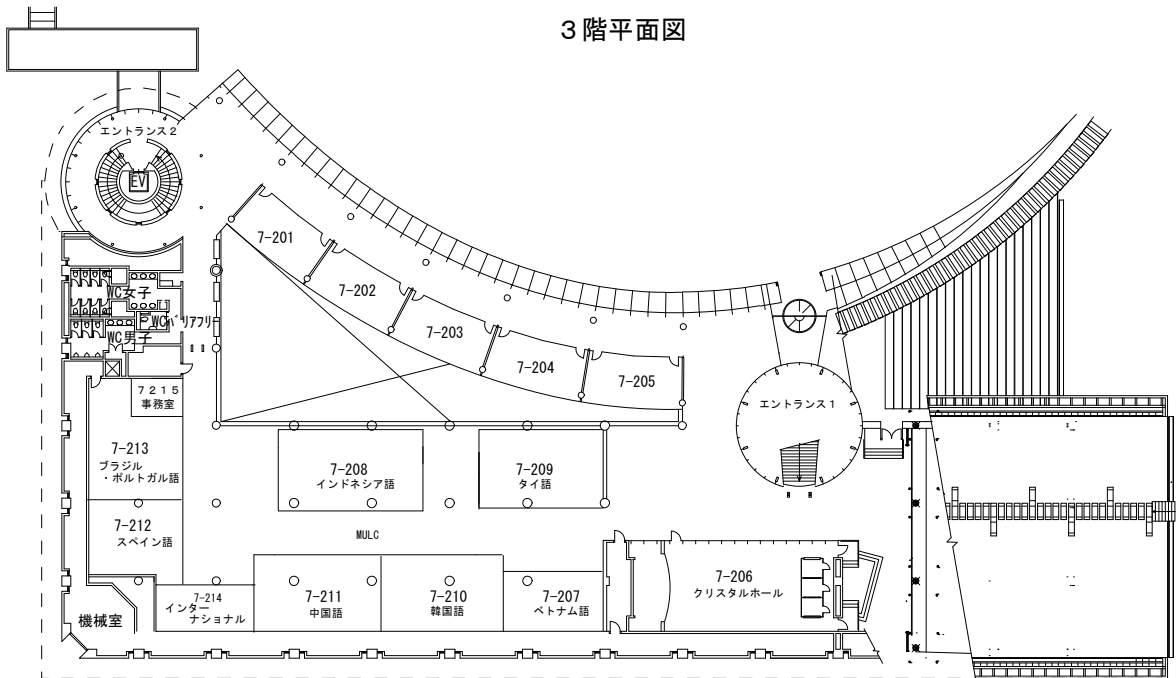 3階平面図
エントランス2
EV
7-201
7-202
7-203
7-204
7-205
WC女子
WCバリアフリー
WC男子
エントランス1
7215
事務室
7-213
ブラジル
・ポルトガル語
7-208
インドネシア語
7-209
タイ語
7-212
スペイン語
MULC
7-214
インター
ナショナル
7-211
中国語
7-210
韓国語
7-207
ベトナム語
7-206
クリスタルホール
機械室